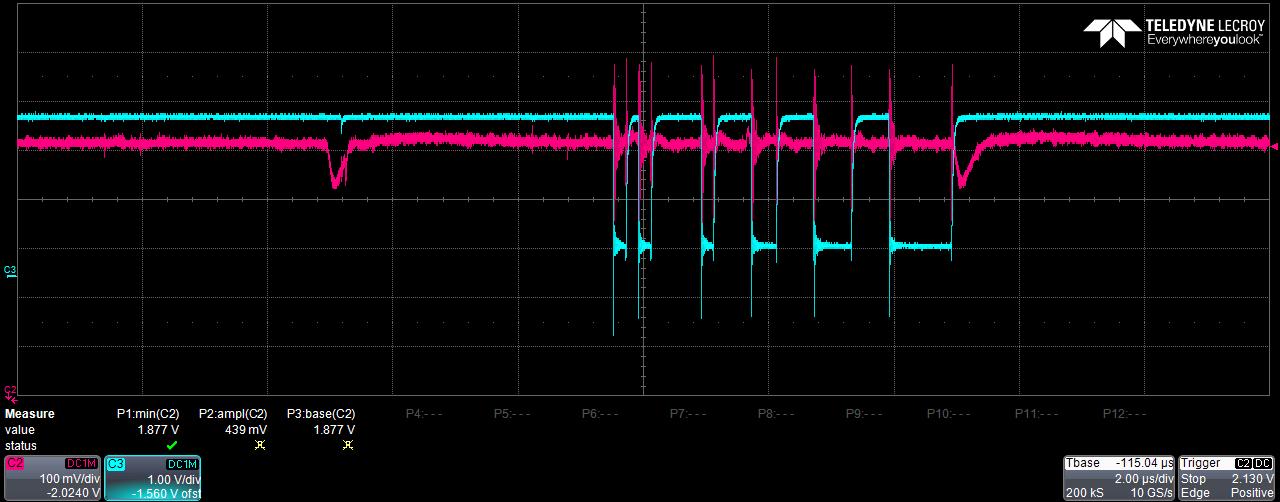 TELEDYNE LECROY
Everywhereyoulook™
C3
C2
Measure P1:min(C2) P2:ampl(C2) P3:base(C2) P4:- - - P5:- - - P6:- - - P7:- - - P8:- - - P9:- - - P10:- - - P11:- - - P12:- - -
value 1.877 V 439 mV 1.877 V
status
C2 DC1M
100 mV/div
-2.0240 V
C3 DC1M
1.00 V/div
-1.560 V ofst
Tbase -115.04 µs
2.00 µs/div
200 kS 10 GS/s
Trigger C2 DC
Stop 2.130 V
Edge Positive